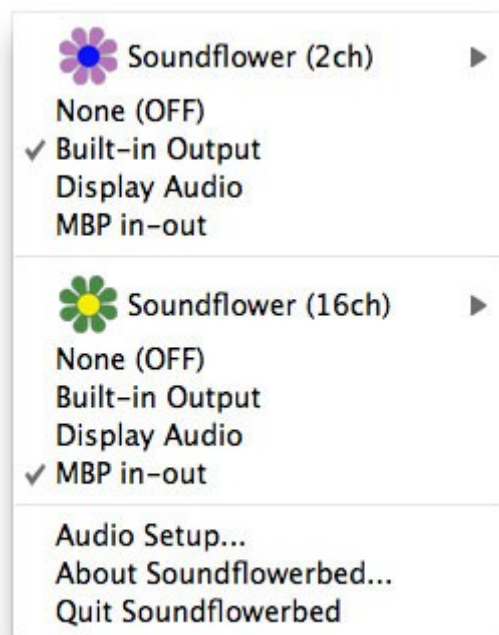 Soundflower (2ch)
None (OFF)
Built-in Output
Display Audio
MBP in-out
Soundflower (16ch)
None (OFF)
Built-in Output
Display Audio
MBP in-out
Audio Setup...
About Soundflowerbed...
Quit Soundflowerbed